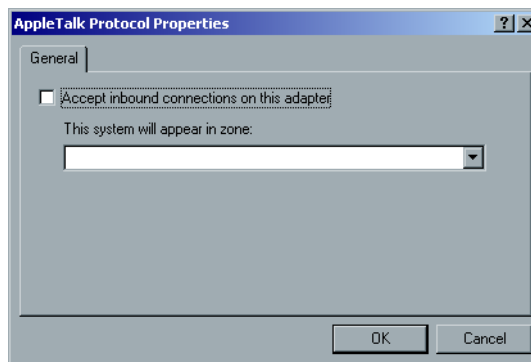 AppleTalk Protocol Properties
General
Accept inbound connections on this adapter
This system will appear in zone:
OK Cancel